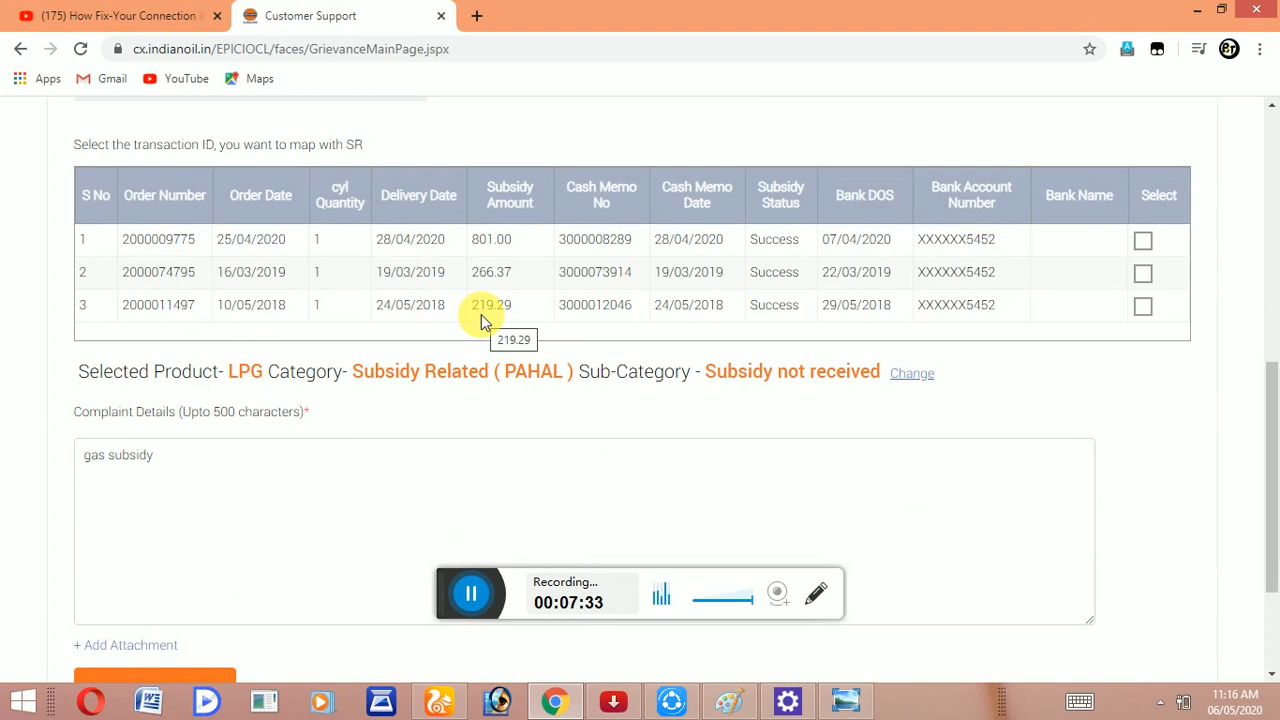 (175) How Fix-Your Connection
Customer Support
cx.indianoil.in/EPICIOCL/faces/GrievanceMainPage.jspx
Apps Gmail YouTube Maps
Select the transaction ID, you want to map with SR
S No Order Number Order Date cyl Quantity Delivery Date Subsidy Amount Cash Memo No Cash Memo Date Subsidy Status Bank DOS Bank Account Number Bank Name Select
1 2000009775 25/04/2020 1 28/04/2020 801.00 3000008289 28/04/2020 Success 07/04/2020 XXXXXX5452
2 2000074795 16/03/2019 1 19/03/2019 266.37 3000073914 19/03/2019 Success 22/03/2019 XXXXXX5452
3 2000011497 10/05/2018 1 24/05/2018 219.29 3000012046 24/05/2018 Success 29/05/2018 XXXXXX5452
219.29
Selected Product- LPG Category- Subsidy Related ( PAHAL ) Sub-Category - Subsidy not received Change
Complaint Details (Upto 500 characters)*
gas subsidy
Recording...
00:07:33
+ Add Attachment
11:16 AM
06/05/2020